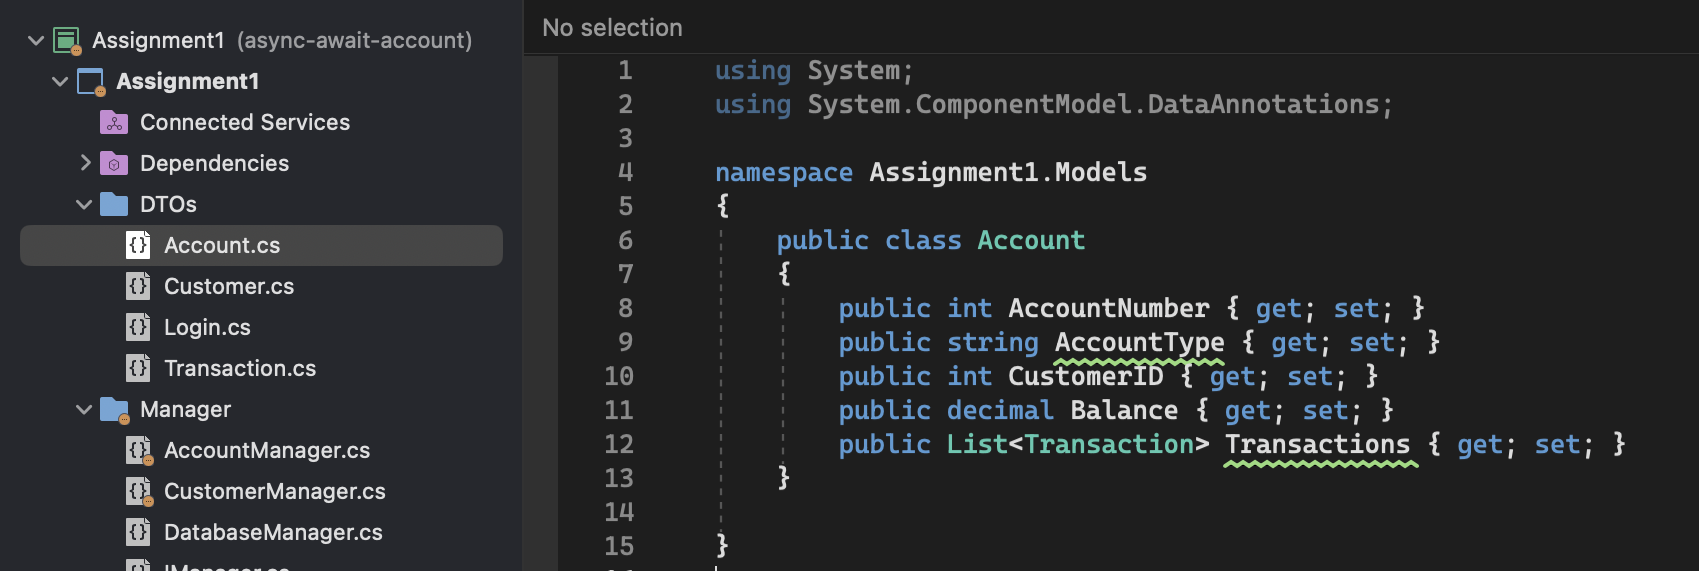 Assignment1 (async-await-account)
Assignment1
Connected Services
Dependencies
DTOs
Account.cs
Customer.cs
Login.cs
Transaction.cs
Manager
AccountManager.cs
CustomerManager.cs
DatabaseManager.cs
No selection
1 using System;
2 using System.ComponentModel.DataAnnotations;
3
4 namespace Assignment1.Models
5 {
6 public class Account
7 {
8 public int AccountNumber { get; set; }
9 public string AccountType { get; set; }
10 public int CustomerID { get; set; }
11 public decimal Balance { get; set; }
12 public List<Transaction> Transactions { get; set; }
13 }
14
15 }